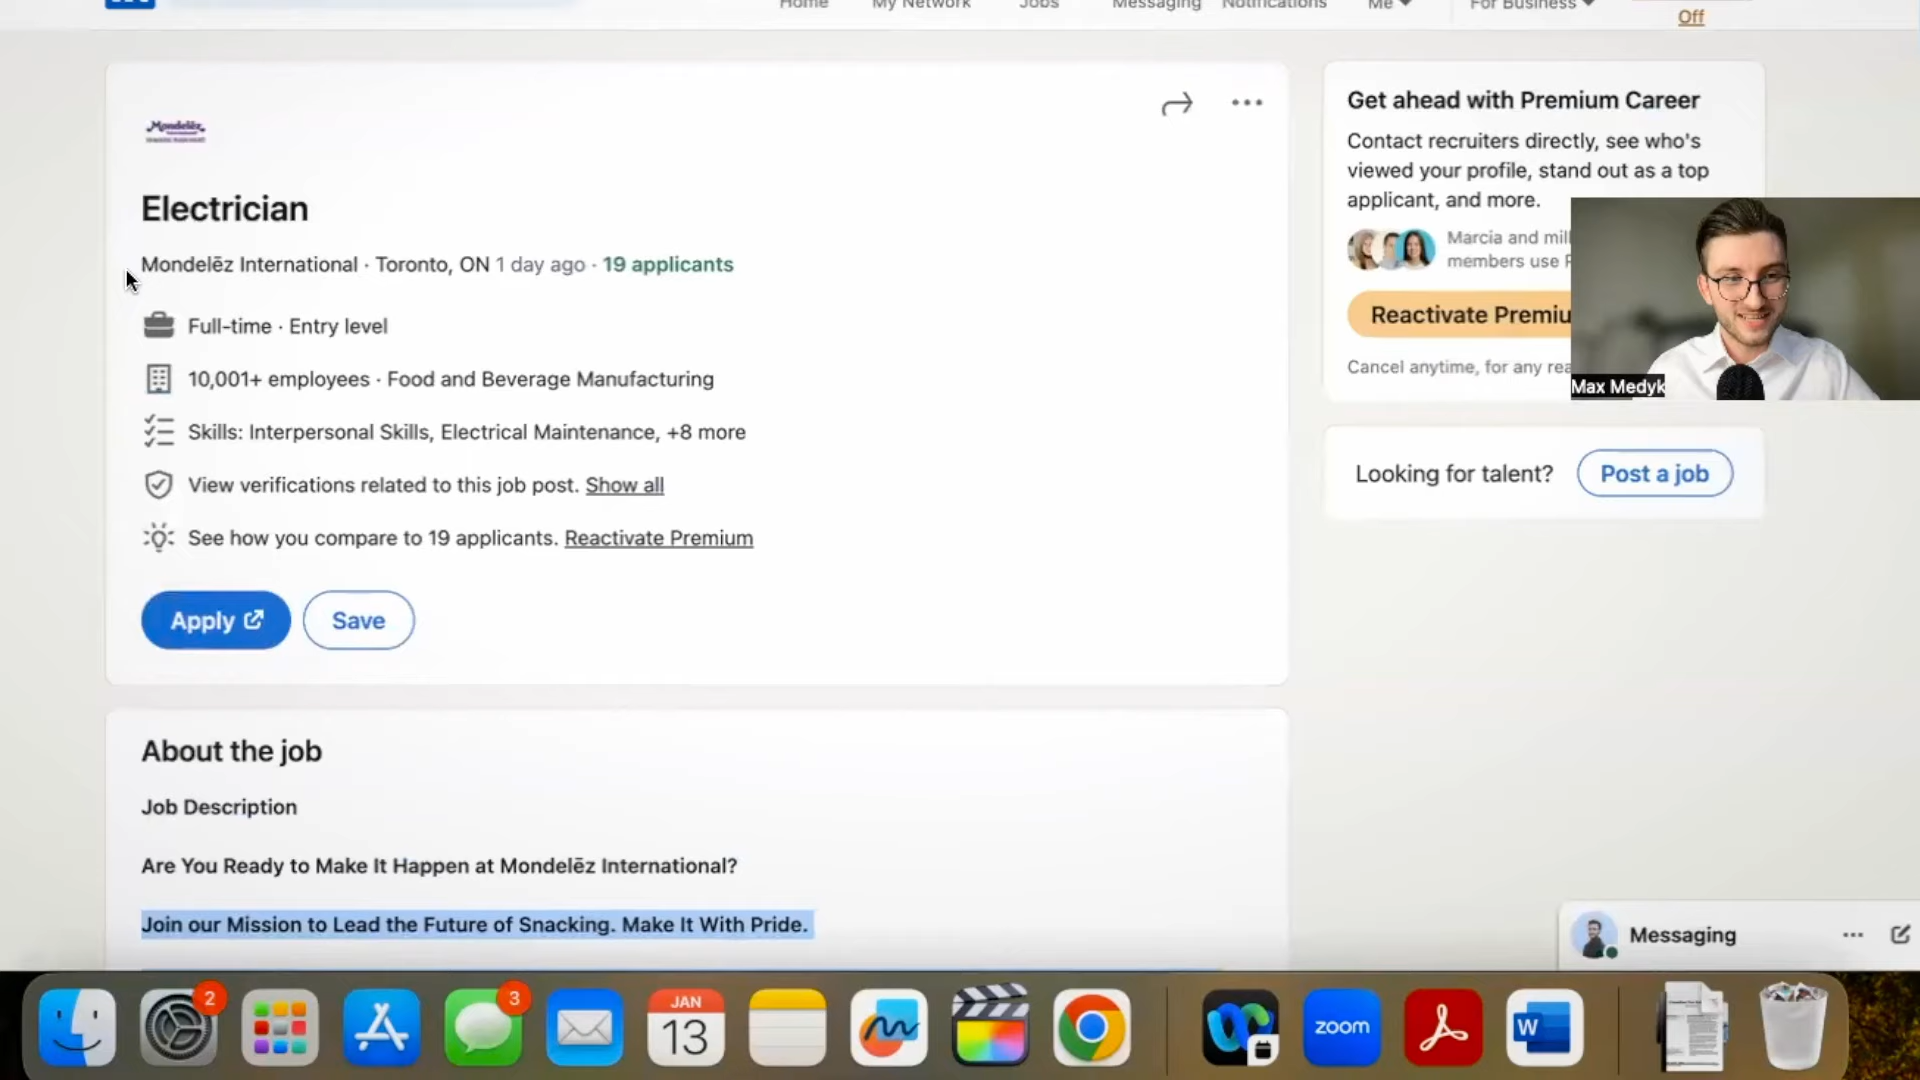 Home
My Network
Jobs
Messaging
Notifications
Me
For Business
Off
Mondelēz
International
Electrician
Mondelēz International · Toronto, ON 1 day ago · 19 applicants
Full-time · Entry level
10,001+ employees · Food and Beverage Manufacturing
Skills: Interpersonal Skills, Electrical Maintenance, +8 more
View verifications related to this job post. Show all
See how you compare to 19 applicants. Reactivate Premium
Apply
Save
About the job
Job Description
Are You Ready to Make It Happen at Mondelēz International?
Join our Mission to Lead the Future of Snacking. Make It With Pride.
Get ahead with Premium Career
Contact recruiters directly, see who's
viewed your profile, stand out as a top
applicant, and more.
Marcia and mill
members use
Reactivate Premiu
Cancel anytime, for any rea
Max Medyk
Looking for talent?
Post a job
Messaging
2
3
JAN
13
zoom
W